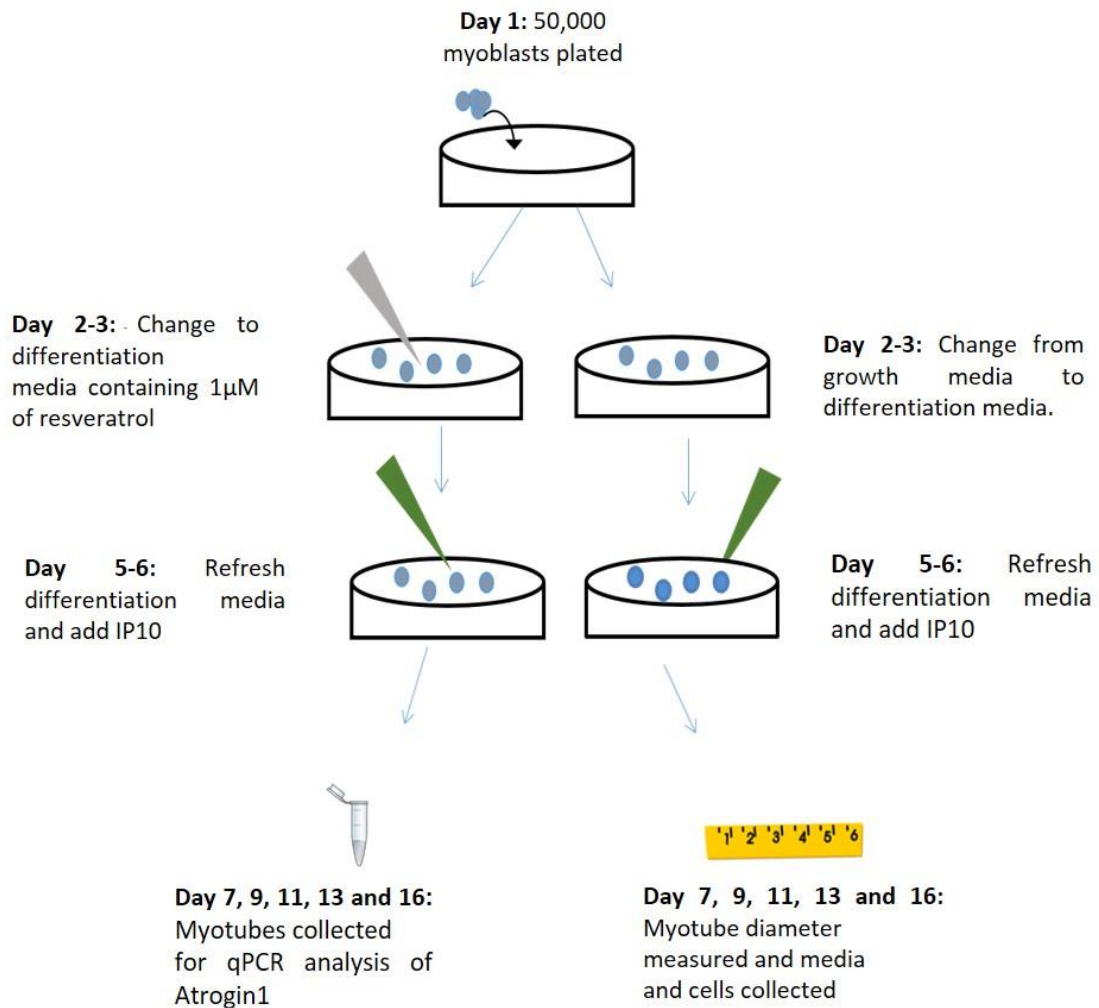 Day 1: 50,000
myoblasts plated
Day 2-3: Change to
differentiation
media containing 1µM
of resveratrol
Day 2-3: Change from
growth media to
differentiation media.
Day 5-6: Refresh
differentiation media
and add IP10
Day 5-6: Refresh
differentiation media
and add IP10
'1' '2' '3' '4' '5' '6
Day 7, 9, 11, 13 and 16:
Myotubes collected
for qPCR analysis of
Atrogin1
Day 7, 9, 11, 13 and 16:
Myotube diameter
measured and media
and cells collected